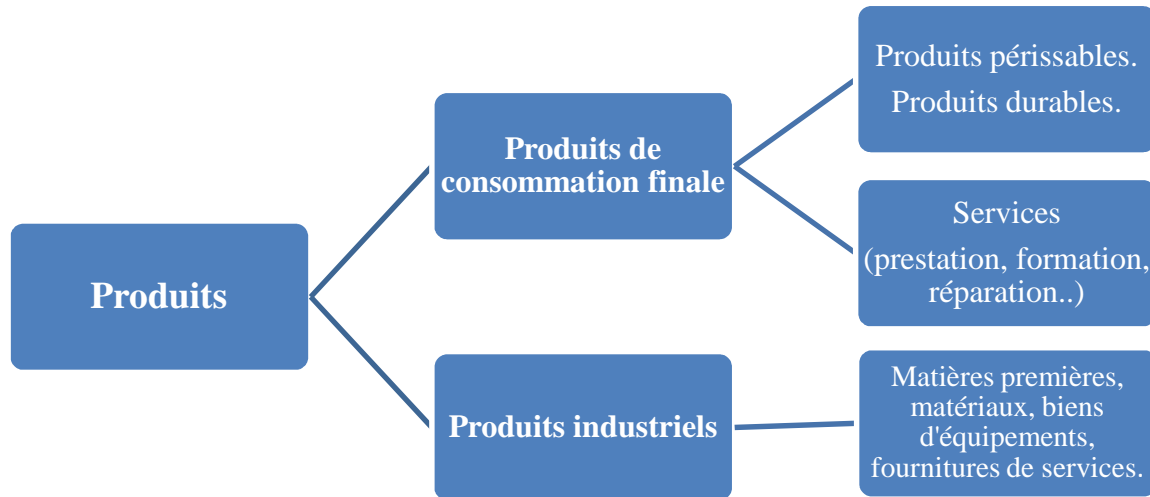 Produits
Produits de
consommation finale
Produits périssables.
Produits durables.
Services
(prestation, formation,
réparation..)
Produits industriels
Matières premières,
matériaux, biens
d'équipements,
fournitures de services.